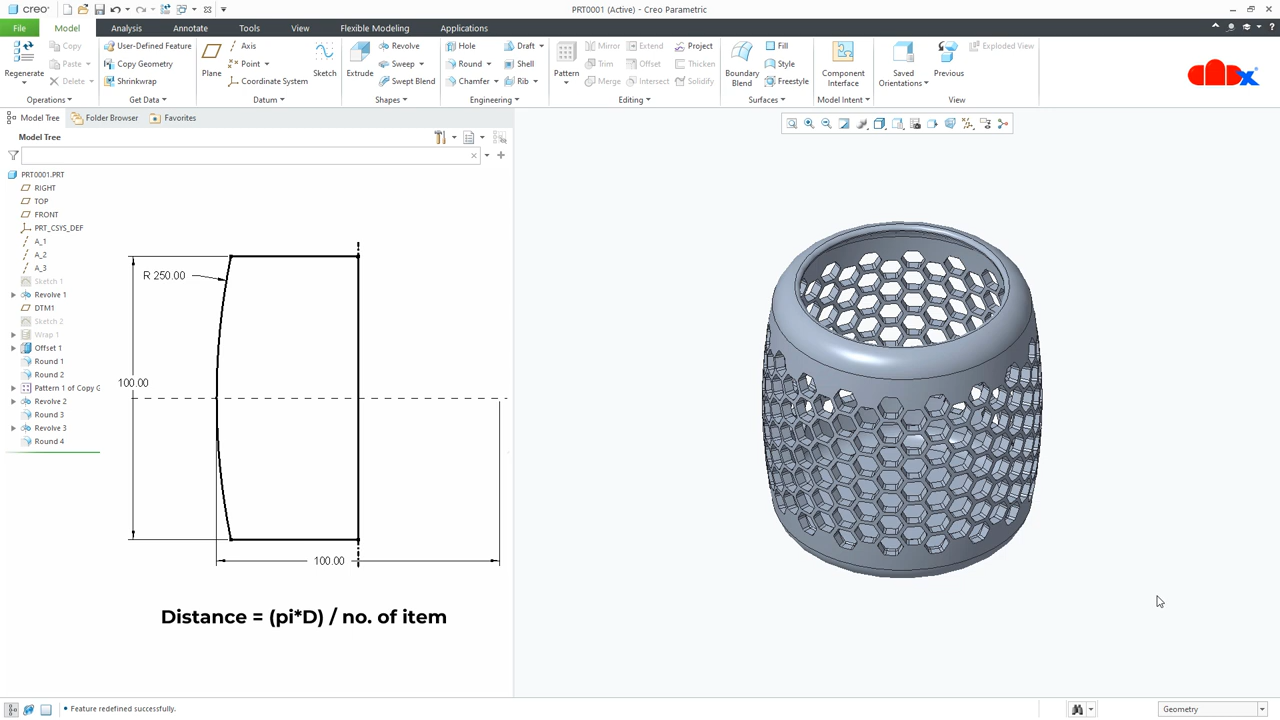 creo
PRT0001 (Active) - Creo Parametric
File Model Analysis Annotate Tools View Flexible Modeling Applications
Regenerate
Copy
Paste
Delete
Operations
User-Defined Feature
Copy Geometry
Shrinkwrap
Get Data
Plane
Axis
Point
Coordinate System
Sketch
Datum
Extrude
Revolve
Sweep
Swept Blend
Shapes
Hole
Round
Chamfer
Draft
Shell
Rib
Engineering
Pattern
Mirror
Trim
Merge
Extend
Offset
Intersect
Project
Thicken
Solidify
Editing
Boundary
Blend
Fill
Style
Freestyle
Surfaces
Component
Interface
Model Intent
Saved
Orientations
Previous
Exploded View
View
Model Tree Folder Browser Favorites
Model Tree
PRT0001.PRT
RIGHT
TOP
FRONT
PRT_CSYS_DEF
A_1
A_2
A_3
Sketch 1
Revolve 1
DTM1
Sketch 2
Wrap 1
Offset 1
Round 1
Round 2
Pattern 1 of Copy G
Revolve 2
Round 3
Revolve 3
Round 4
R 250.00
100.00
100.00
Distance = (pi*D) / no. of item
Feature redefined successfully.
Geometry